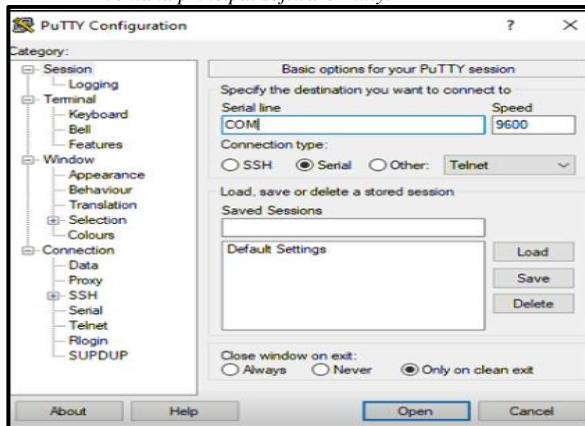 PuTTY Configuration ? ×
Category:
Session
Logging
Terminal
Keyboard
Bell
Features
Window
Appearance
Behaviour
Translation
Selection
Colours
Connection
Data
Proxy
SSH
Serial
Telnet
Rlogin
SUPDUP
Basic options for your PuTTY session
Specify the destination you want to connect to
Serial line Speed
COM 9600
Connection type:
SSH Serial Other: Telnet
Load, save or delete a stored session
Saved Sessions
Default Settings
Load
Save
Delete
Close window on exit:
Always Never Only on clean exit
About Help Open Cancel